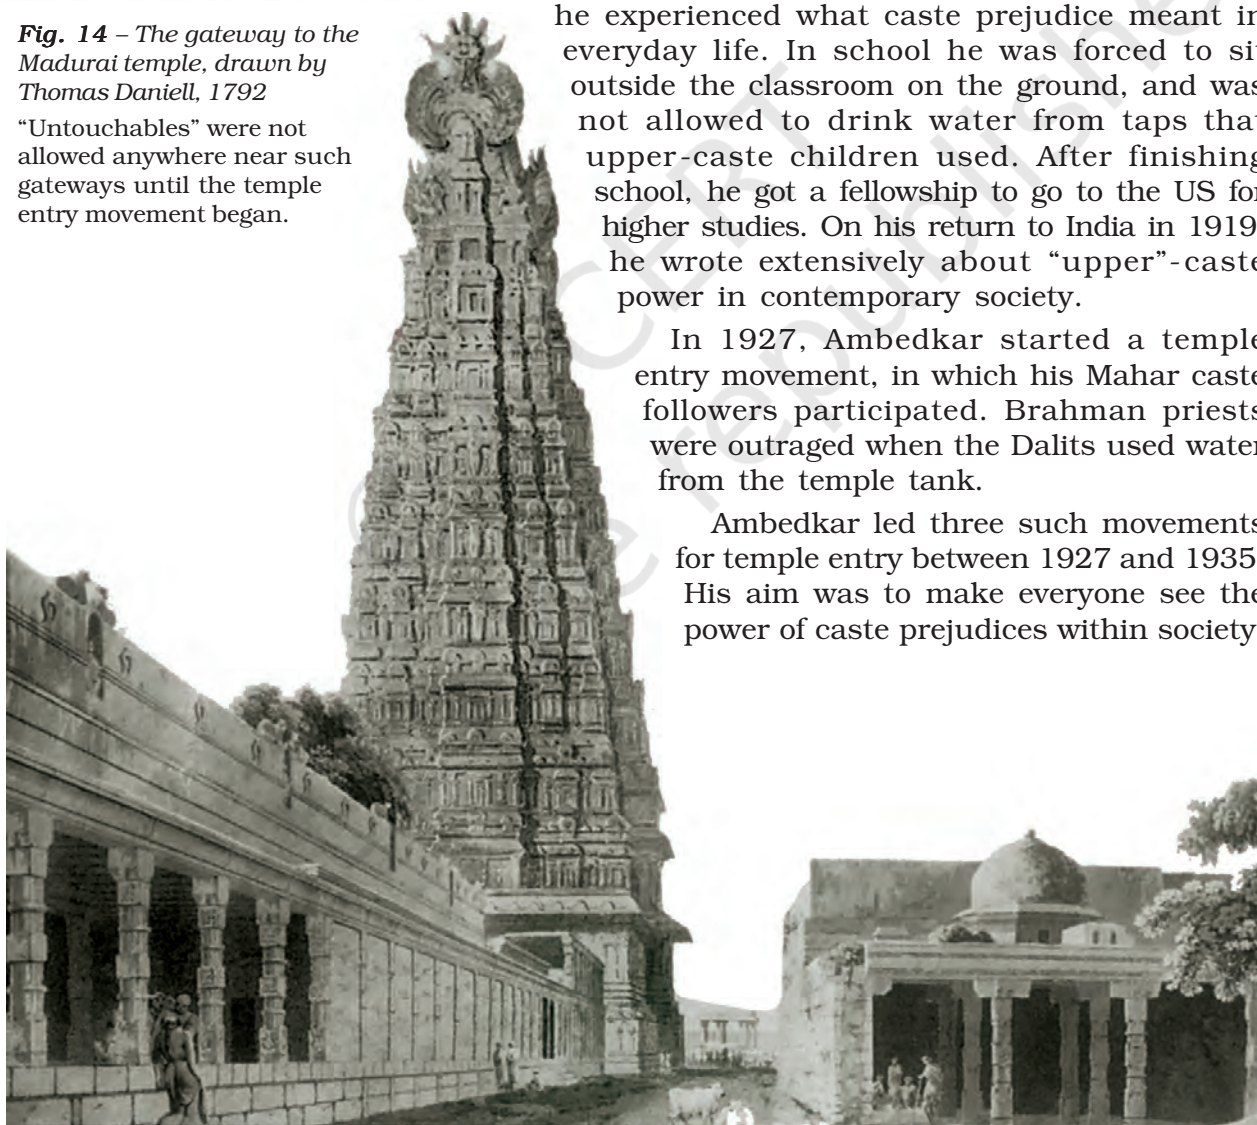 Fig. 14 – The gateway to the
Madurai temple, drawn by
Thomas Daniell, 1792
“Untouchables” were not
allowed anywhere near such
gateways until the temple
entry movement began.
he experienced what caste prejudice meant in
everyday life. In school he was forced to sit
outside the classroom on the ground, and was
not allowed to drink water from taps that
upper-caste children used. After finishing
school, he got a fellowship to go to the US for
higher studies. On his return to India in 1919,
he wrote extensively about “upper”-caste
power in contemporary society.
In 1927, Ambedkar started a temple
entry movement, in which his Mahar caste
followers participated. Brahman priests
were outraged when the Dalits used water
from the temple tank.
Ambedkar led three such movements
for temple entry between 1927 and 1935.
His aim was to make everyone see the
power of caste prejudices within society